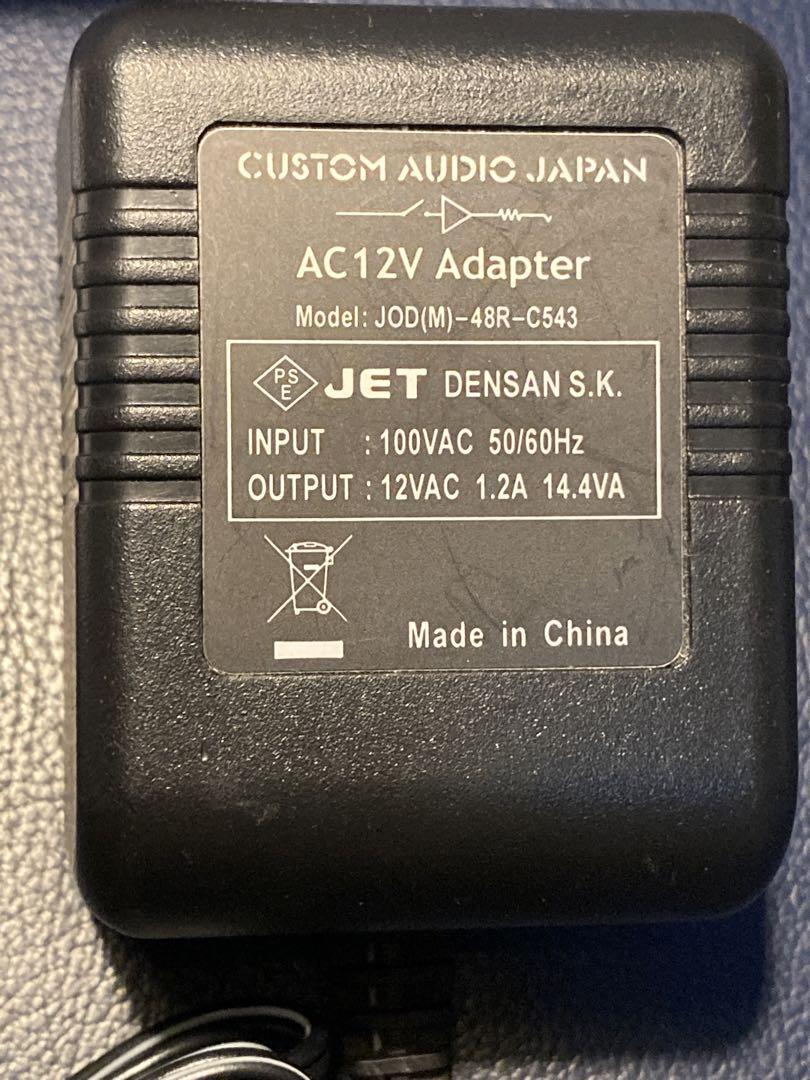 CUSTOM AUDIO JAPAN
AC12V Adapter
Model: JOD(M)-48R-C543
PSE JET DENSAN S.K.
INPUT : 100VAC 50/60Hz
OUTPUT : 12VAC 1.2A 14.4VA
Made in China